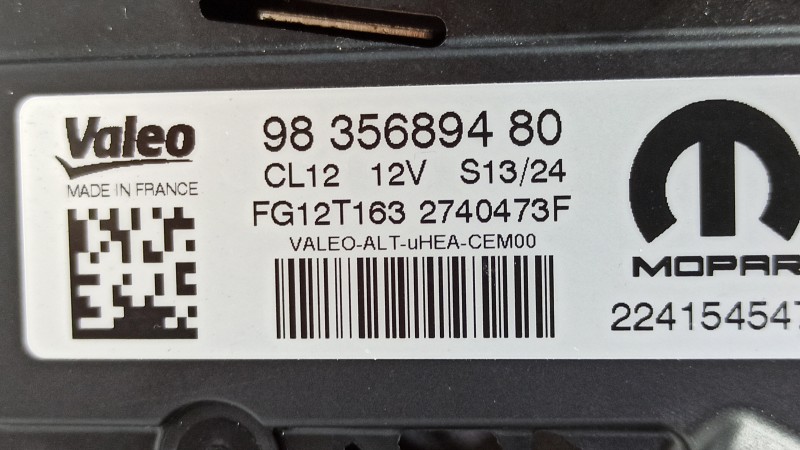 Valeo
MADE IN FRANCE
98 356894 80
CL12 12V S13/24
FG12T163 2740473F
VALEO-ALT-uHEA-CEM00
MOPAR
224154547